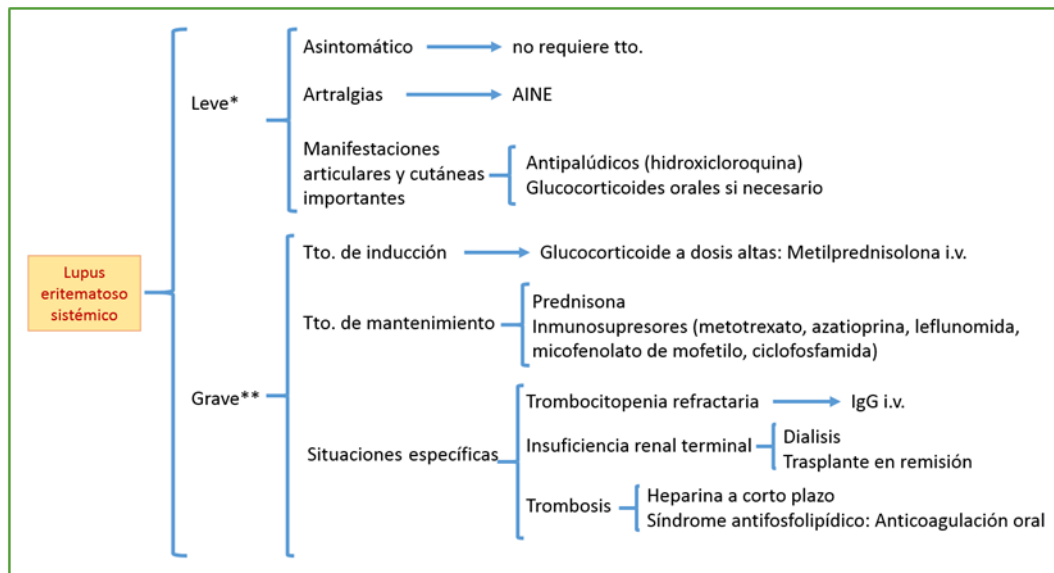 Lupus
eritematoso
sistémico
Leve*
Asintomático
no requiere tto.
Artralgias
AINE
Manifestaciones
articulares y cutáneas
importantes
Antipalúdicos (hidroxicloroquina)
Glucocorticoides orales si necesario
Grave**
Tto. de inducción
Glucocorticoide a dosis altas: Metilprednisolona i.v.
Tto. de mantenimiento
Prednisona
Inmunosupresores (metotrexato, azatioprina, leflunomida,
micofenolato de mofetilo, ciclofosfamida)
Situaciones específicas
Trombocitopenia refractaria
IgG i.v.
Insuficiencia renal terminal
Dialisis
Trasplante en remisión
Trombosis
Heparina a corto plazo
Síndrome antifosfolipídico: Anticoagulación oral